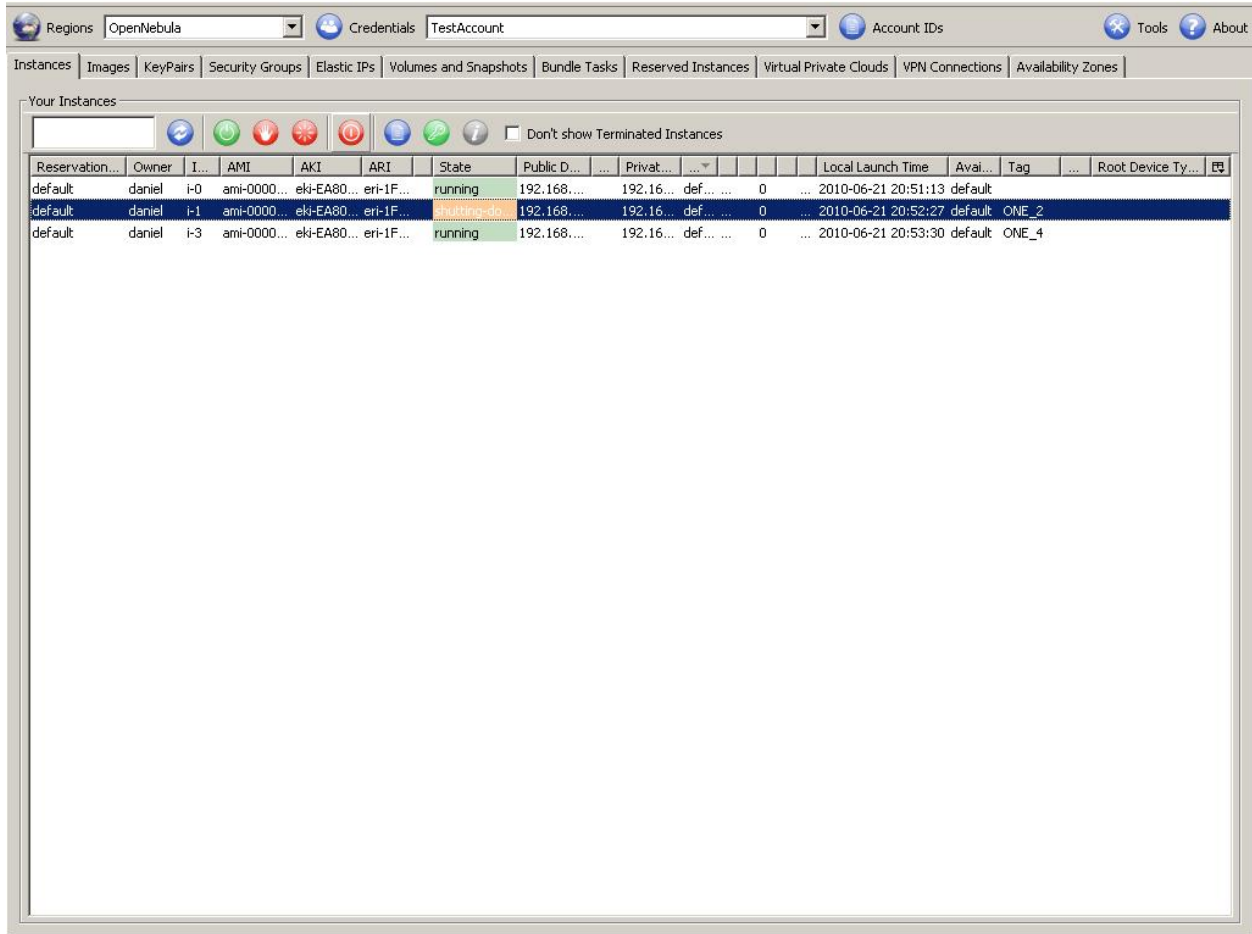 Regions OpenNebula Credentials TestAccount Account IDs Tools About
Instances Images KeyPairs Security Groups Elastic IPs Volumes and Snapshots Bundle Tasks Reserved Instances Virtual Private Clouds VPN Connections Availability Zones
Your Instances
Don't show Terminated Instances
Reservation... Owner I... AMI AKI ARI State Public D... ... Privat... ... Local Launch Time Avai... Tag ... Root Device Ty...
default daniel i-0 ami-0000... eki-EA80... eri-1F... running 192.168.... 192.16... def... ... 0 ... 2010-06-21 20:51:13 default
default daniel i-1 ami-0000... eki-EA80... eri-1F... shutting-do... 192.168.... 192.16... def... ... 0 ... 2010-06-21 20:52:27 default ONE_2
default daniel i-3 ami-0000... eki-EA80... eri-1F... running 192.168.... 192.16... def... ... 0 ... 2010-06-21 20:53:30 default ONE_4